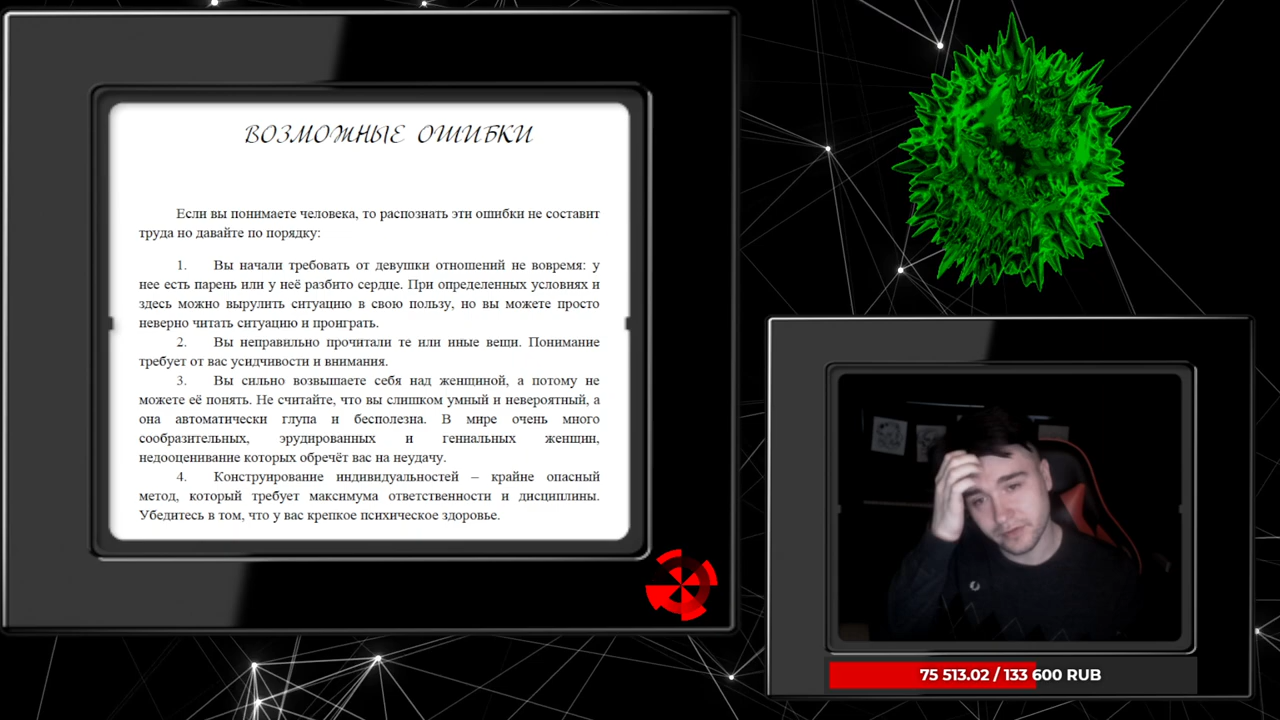 ВОЗМОЖНЫЕ ОШИБКИ
Если вы понимаете человека, то распознать эти ошибки не составит
труда но давайте по порядку:
1. Вы начали требовать от девушки отношений не вовремя: у
нее есть парень или у неё разбито сердце. При определенных условиях и
здесь можно вырулить ситуацию в свою пользу, но вы можете просто
неверно читать ситуацию и проиграть.
2. Вы неправильно прочитали те или иные вещи. Понимание
требует от вас усидчивости и внимания.
3. Вы сильно возвышаете себя над женщиной, а потому не
можете её понять. Не считайте, что вы слишком умный и невероятный, а
она автоматически глупа и бесполезна. В мире очень много
сообразительных, эрудированных и гениальных женщин,
недооценивание которых обречёт вас на неудачу.
4. Конструирование индивидуальностей – крайне опасный
метод, который требует максимума ответственности и дисциплины.
Убедитесь в том, что у вас крепкое психическое здоровье.
75 513.02 / 133 600 RUB